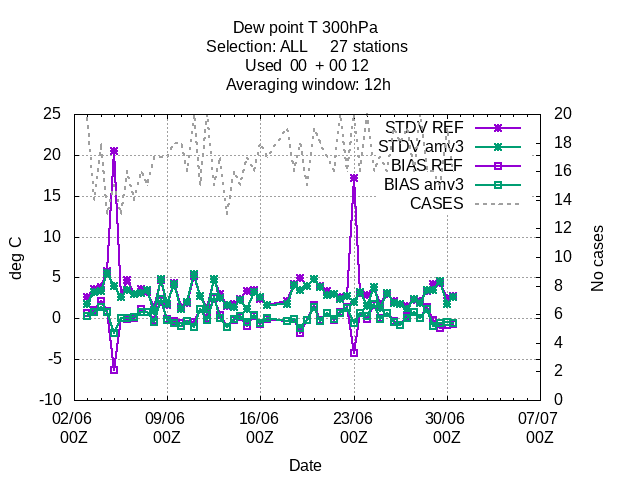 Dew point T 300hPa
Selection: ALL     27 stations
Used  00  + 00 12
Averaging window: 12h
25
20
15
10
5
0
-5
-10
deg C
20
18
16
14
12
10
8
6
4
2
0
No cases
STDV REF
STDV amv3
BIAS REF
BIAS amv3
CASES
02/06 09/06 16/06 23/06 30/06 07/07
00Z 00Z 00Z 00Z 00Z 00Z
Date